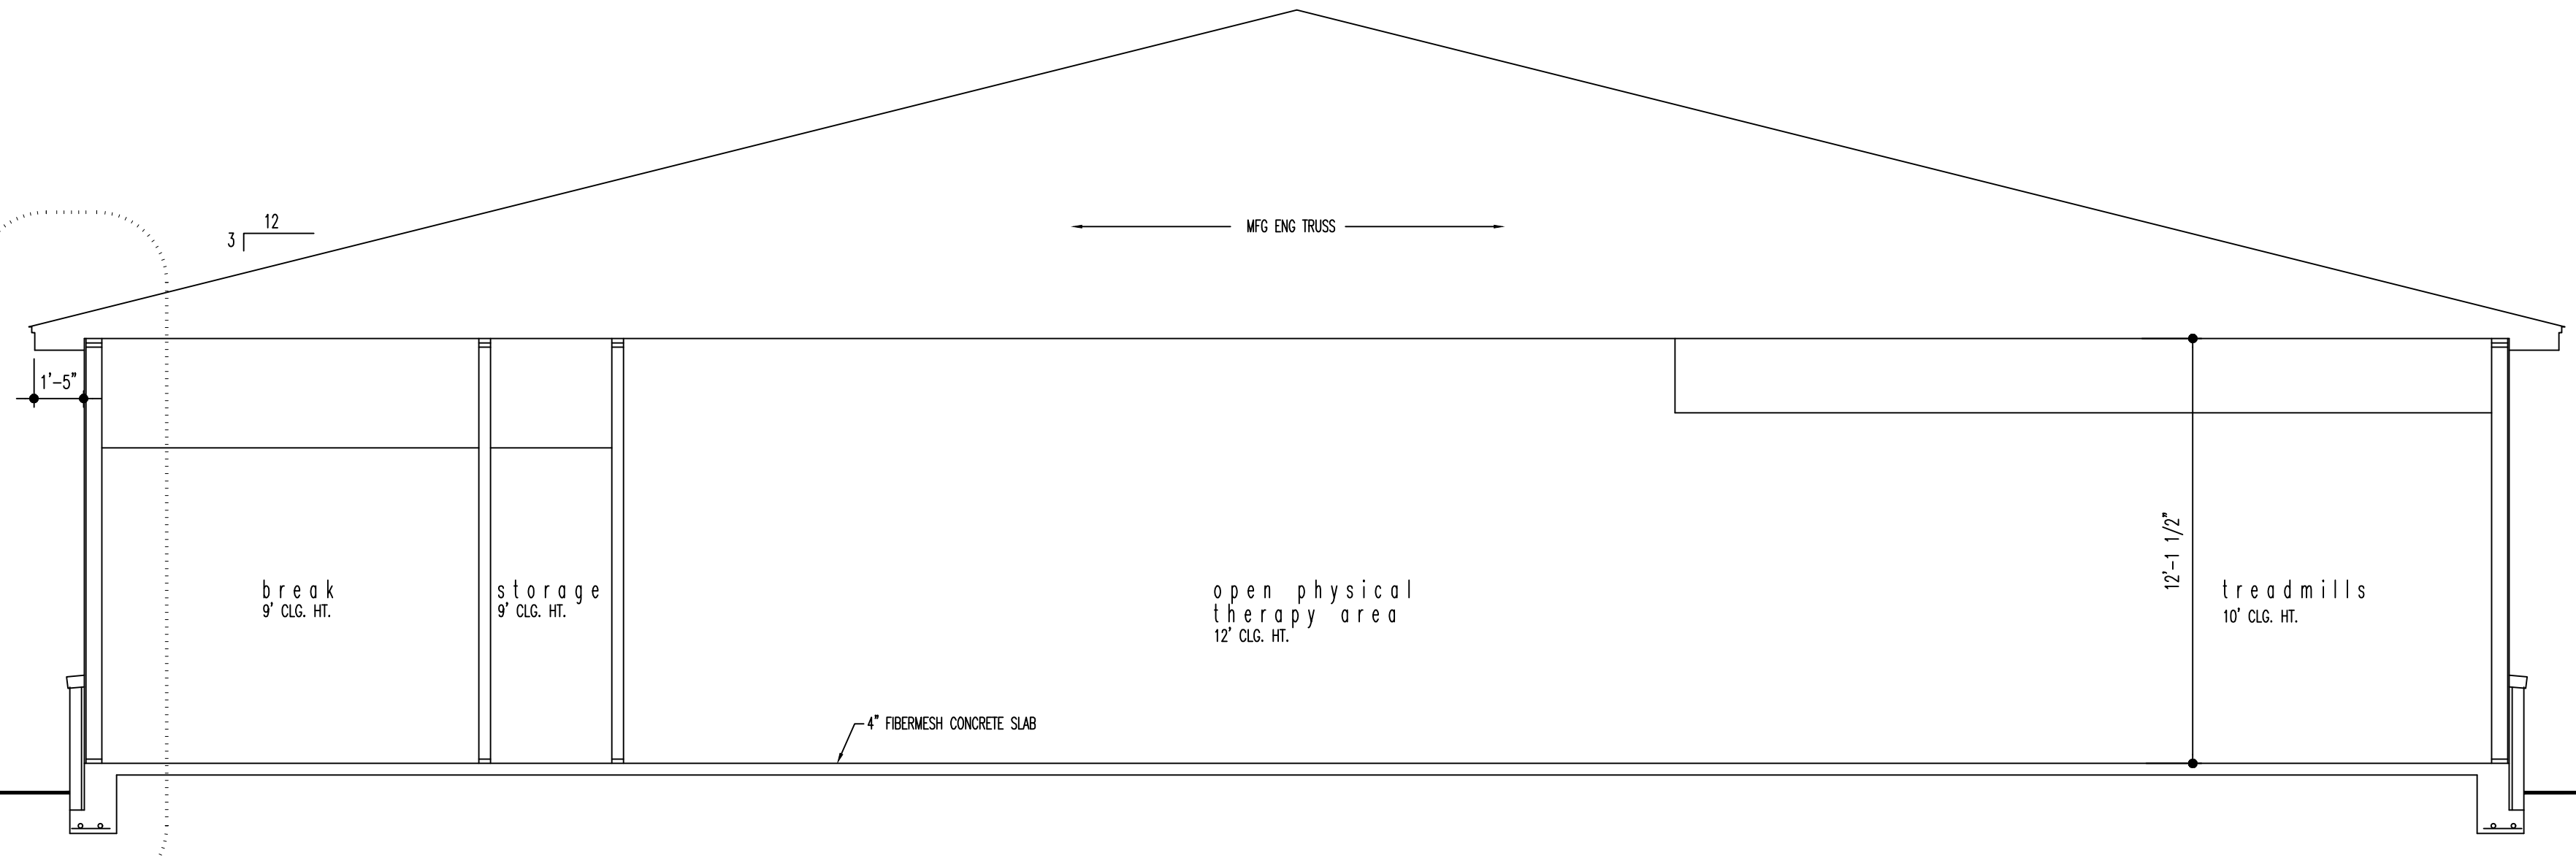 12
3
MFG ENG TRUSS
1'-5"
12'-1 1/2"
break
9' CLG. HT.
storage
9' CLG. HT.
open physical
therapy area
12' CLG. HT.
treadmills
10' CLG. HT.
4" FIBERMESH CONCRETE SLAB